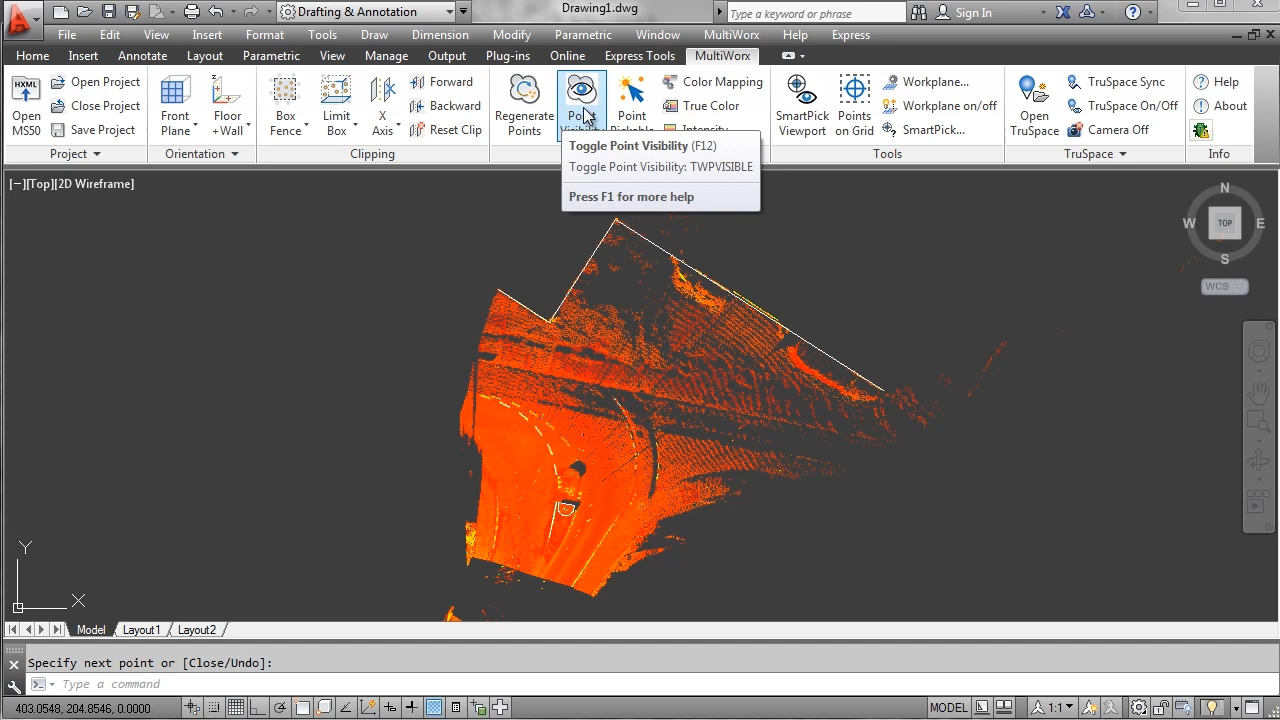 Drafting & Annotation
Drawing1.dwg
Type a keyword or phrase
Sign In
File Edit View Insert Format Tools Draw Dimension Modify Parametric Window MultiWorx Help Express
Home Insert Annotate Layout Parametric View Manage Output Plug-ins Online Express Tools MultiWorx
HXML
Open MS50
Open Project
Close Project
Save Project
Project
Front Plane
Floor +Wall
Orientation
Box Fence
Limit Box
X Axis
Forward
Backward
Reset Clip
Clipping
Regenerate Points
Point
Point
Color Mapping
True Color
Intensity
SmartPick Viewport
Points on Grid
Workplane...
Workplane on/off
SmartPick...
Tools
Open TruSpace
TruSpace Sync
TruSpace On/Off
Camera Off
TruSpace
Help
About
Info
Toggle Point Visibility (F12)
Toggle Point Visibility: TWPVISIBLE
Press F1 for more help
[−][Top][2D Wireframe]
N
W
TOP
E
S
WCS
Y
X
Model Layout1 Layout2
Specify next point or [Close/Undo]:
Type a command
403.0548, 204.8546, 0.0000
MODEL
1:1